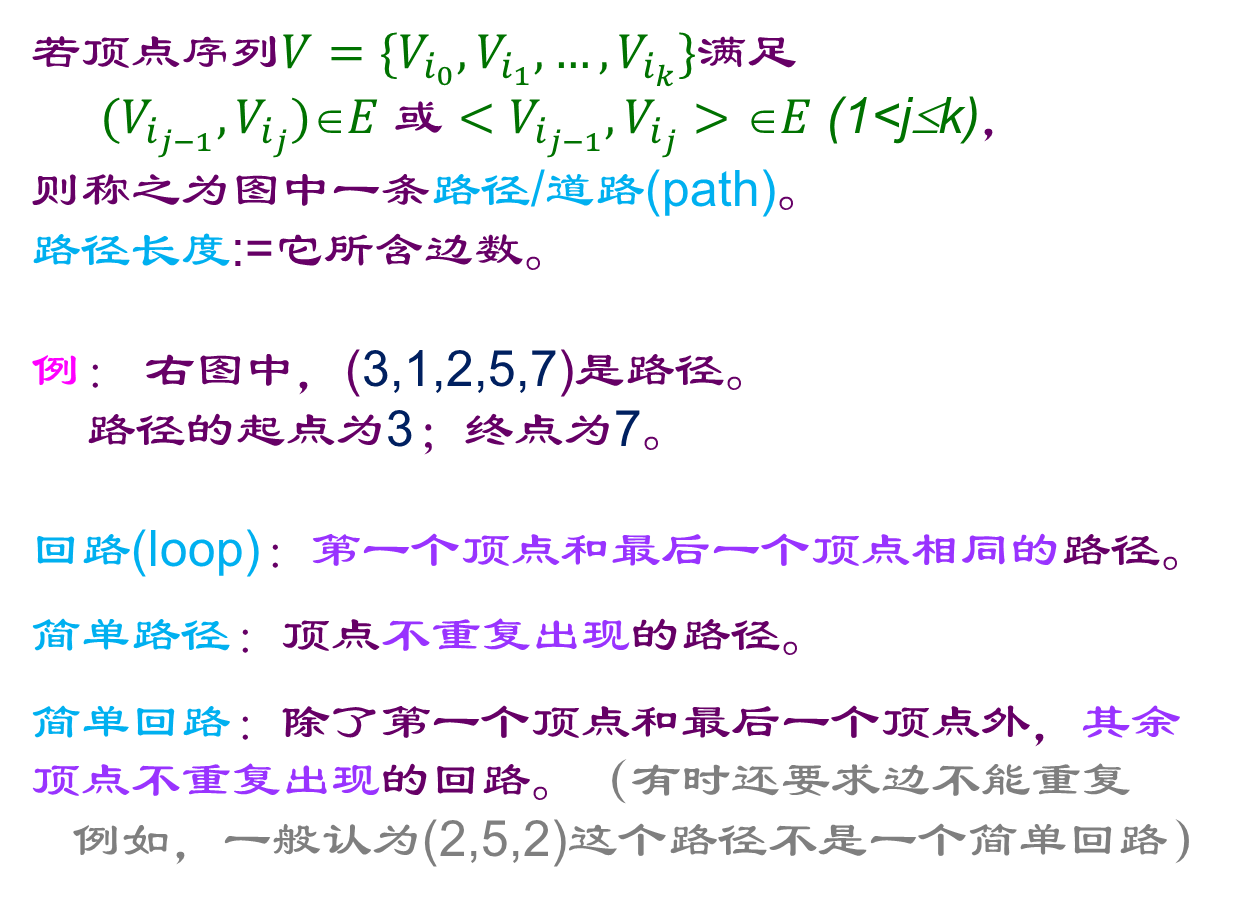 若顶点序列V = {V_{i_0}, V_{i_1}, … , V_{i_k}}满足
(V_{i_{j−1}}, V_{i_j})∈E 或 < V_{i_{j−1}}, V_{i_j} > ∈E (1<j≤k),
则称之为图中一条路径/道路(path)。
路径长度:=它所含边数。
例： 右图中，(3,1,2,5,7)是路径。
路径的起点为3；终点为7。
回路(loop)：第一个顶点和最后一个顶点相同的路径。
简单路径：顶点不重复出现的路径。
简单回路：除了第一个顶点和最后一个顶点外，其余
顶点不重复出现的回路。（有时还要求边不能重复
例如，一般认为(2,5,2)这个路径不是一个简单回路）